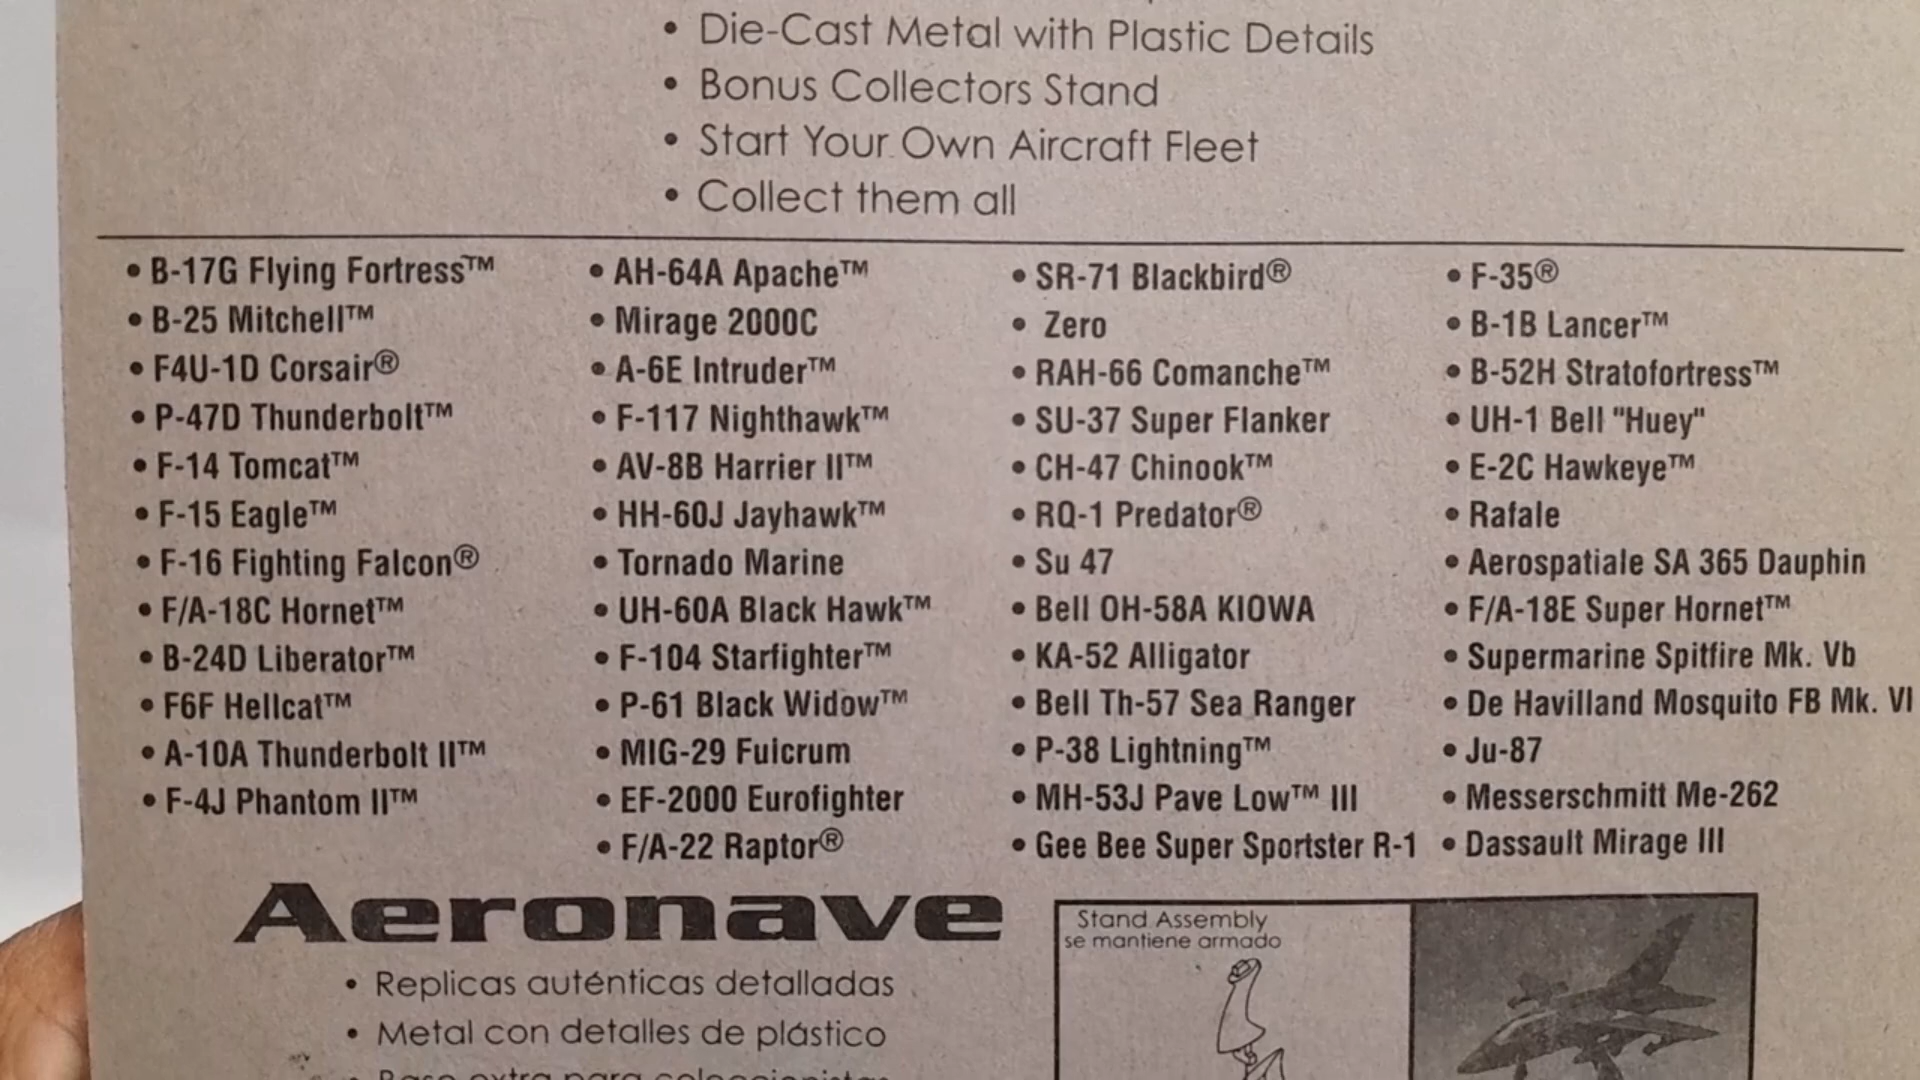 • Die-Cast Metal with Plastic Details
• Bonus Collectors Stand
• Start Your Own Aircraft Fleet
• Collect them all
• B-17G Flying Fortress™
• B-25 Mitchell™
• F4U-1D Corsair®
• P-47D Thunderbolt™
• F-14 Tomcat™
• F-15 Eagle™
• F-16 Fighting Falcon®
• F/A-18C Hornet™
• B-24D Liberator™
• F6F Hellcat™
• A-10A Thunderbolt II™
• F-4J Phantom II™
• AH-64A Apache™
• Mirage 2000C
• A-6E Intruder™
• F-117 Nighthawk™
• AV-8B Harrier II™
• HH-60J Jayhawk™
• Tornado Marine
• UH-60A Black Hawk™
• F-104 Starfighter™
• P-61 Black Widow™
• MIG-29 Fulcrum
• EF-2000 Eurofighter
• F/A-22 Raptor®
• SR-71 Blackbird®
• Zero
• RAH-66 Comanche™
• SU-37 Super Flanker
• CH-47 Chinook™
• RQ-1 Predator®
• Su 47
• Bell OH-58A KIOWA
• KA-52 Alligator
• Bell Th-57 Sea Ranger
• P-38 Lightning™
• MH-53J Pave Low™ III
• Gee Bee Super Sportster R-1
• F-35®
• B-1B Lancer™
• B-52H Stratofortress™
• UH-1 Bell "Huey"
• E-2C Hawkeye™
• Rafale
• Aerospatiale SA 365 Dauphin
• F/A-18E Super Hornet™
• Supermarine Spitfire Mk. Vb
• De Havilland Mosquito FB Mk. VI
• Ju-87
• Messerschmitt Me-262
• Dassault Mirage III
Aeronave
• Replicas auténticas detalladas
• Metal con detalles de plástico
• Base extra para coleccionistas
Stand Assembly
se mantiene armado